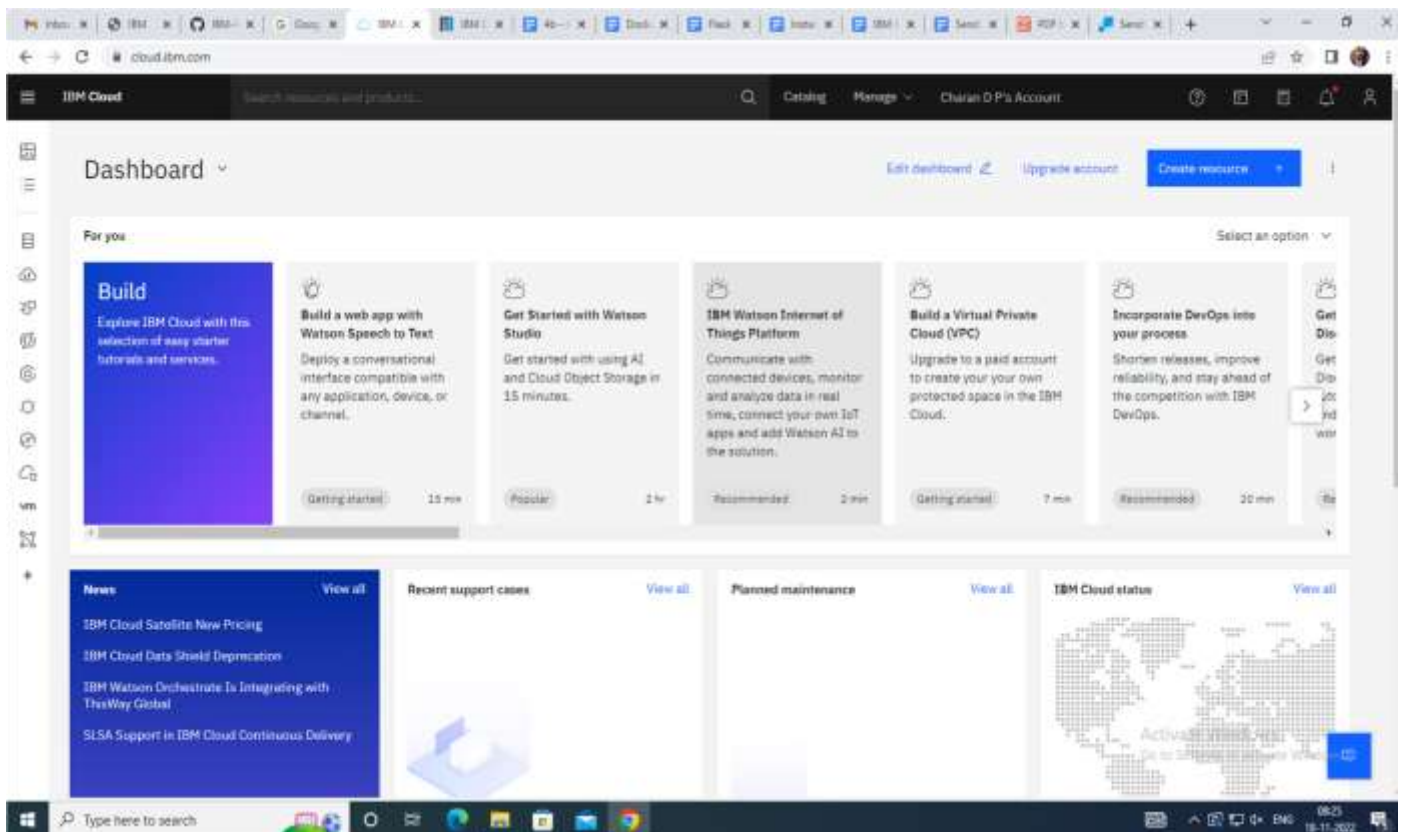 cloud.ibm.com
IBM Cloud
Search resources and products...
Catalog
Manage
Charan D P's Account
Dashboard
Edit dashboard
Upgrade account
Create resource
For you
Select an option
Build
Explore IBM Cloud with this
selection of easy starter
tutorials and services.
Build a web app with
Watson Speech to Text
Deploy a conversational
interface compatible with
any application, device, or
channel.
Getting started
15 min
Get Started with Watson
Studio
Get started with using AI
and Cloud Object Storage in
15 minutes.
Popular
2 hr
IBM Watson Internet of
Things Platform
Communicate with
connected devices, monitor
and analyze data in real
time, connect your own IoT
apps and add Watson AI to
the solution.
Recommended
2 min
Build a Virtual Private
Cloud (VPC)
Upgrade to a paid account
to create your your own
protected space in the IBM
Cloud.
Getting started
7 min
Incorporate DevOps into
your process
Shorten releases, improve
reliability, and stay ahead of
the competition with IBM
DevOps.
Recommended
20 min
Get
Dis
Get
Dis
vm
News
View all
IBM Cloud Satellite New Pricing
IBM Cloud Data Shield Deprecation
IBM Watson Orchestrate Is Integrating with
ThisWay Global
SLSA Support in IBM Cloud Continuous Delivery
Recent support cases
View all
Planned maintenance
View all
IBM Cloud status
View all
Type here to search
ENG
08:25
18-11-2022